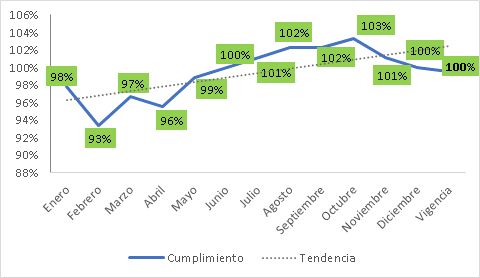 106%
104%
102%
100%
98%
96%
94%
92%
90%
88%
98%
93%
97%
96%
99%
100%
101%
102%
102%
103%
101%
100%
100%
Enero
Febrero
Marzo
Abril
Mayo
Junio
Julio
Agosto
Septiembre
Octubre
Noviembre
Diciembre
Vigencia
Cumplimiento
Tendencia